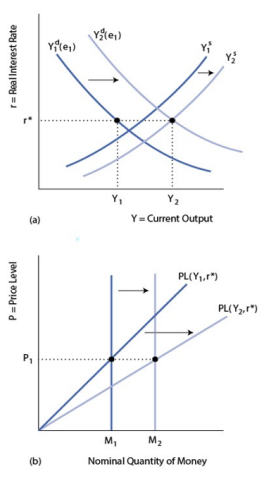 r = Real Interest Rate
Y₁ᵈ(e₁)
Y₂ᵈ(e₁)
Y₁ˢ
Y₂ˢ
r*
Y₁
Y₂
(a)
Y = Current Output
P = Price Level
PL(Y₁,r*)
PL(Y₂,r*)
P₁
M₁
M₂
(b)
Nominal Quantity of Money